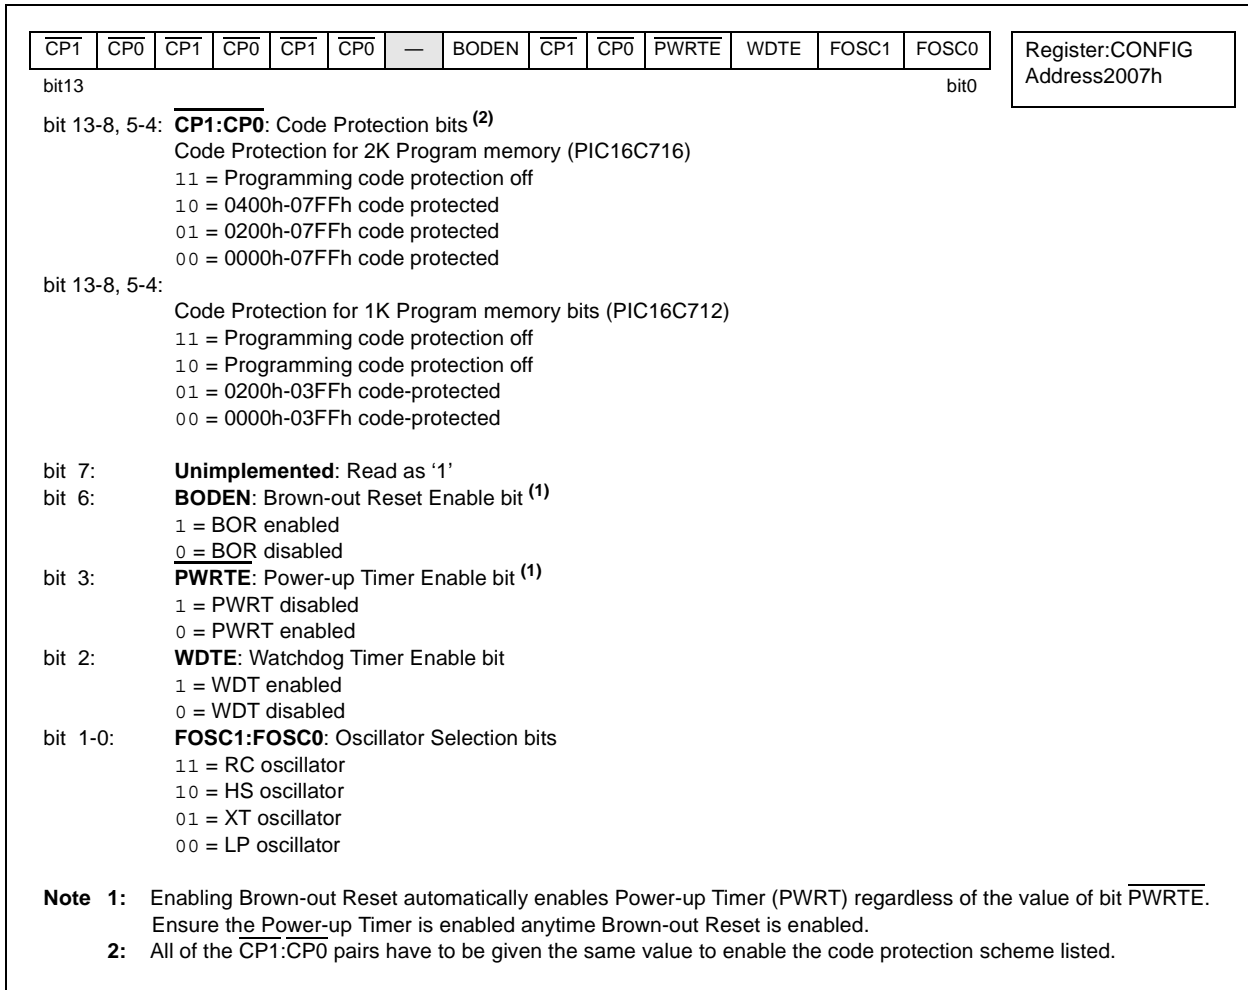 CP1 CP0 CP1 CP0 CP1 CP0 — BODEN CP1 CP0 PWRTE WDTE FOSC1 FOSC0
Register:CONFIG
Address2007h
bit13 bit0
bit 13-8, 5-4: CP1:CP0: Code Protection bits (2)
Code Protection for 2K Program memory (PIC16C716)
11 = Programming code protection off
10 = 0400h-07FFh code protected
01 = 0200h-07FFh code protected
00 = 0000h-07FFh code protected
bit 13-8, 5-4:
Code Protection for 1K Program memory bits (PIC16C712)
11 = Programming code protection off
10 = Programming code protection off
01 = 0200h-03FFh code-protected
00 = 0000h-03FFh code-protected
bit 7: Unimplemented: Read as ‘1’
bit 6: BODEN: Brown-out Reset Enable bit (1)
1 = BOR enabled
0 = BOR disabled
bit 3: PWRTE: Power-up Timer Enable bit (1)
1 = PWRT disabled
0 = PWRT enabled
bit 2: WDTE: Watchdog Timer Enable bit
1 = WDT enabled
0 = WDT disabled
bit 1-0: FOSC1:FOSC0: Oscillator Selection bits
11 = RC oscillator
10 = HS oscillator
01 = XT oscillator
00 = LP oscillator
Note 1: Enabling Brown-out Reset automatically enables Power-up Timer (PWRT) regardless of the value of bit PWRTE.
Ensure the Power-up Timer is enabled anytime Brown-out Reset is enabled.
2: All of the CP1:CP0 pairs have to be given the same value to enable the code protection scheme listed.